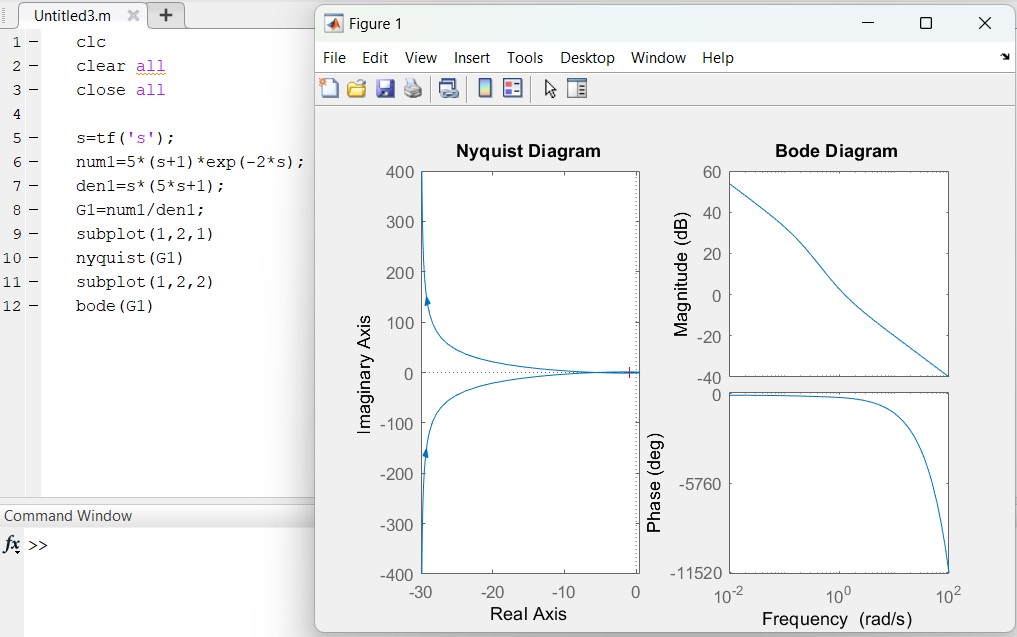 Untitled3.m
1 - clc
2 - clear all
3 - close all
4
5 - s=tf('s');
6 - num1=5*(s+1)*exp(-2*s);
7 - den1=s*(5*s+1);
8 - G1=num1/den1;
9 - subplot(1,2,1)
10 - nyquist(G1)
11 - subplot(1,2,2)
12 - bode(G1)
Command Window
fx >>
Figure 1
File Edit View Insert Tools Desktop Window Help
Nyquist Diagram
Imaginary Axis
400
300
200
100
0
-100
-200
-300
-400
-30 -20 -10 0
Real Axis
Bode Diagram
Magnitude (dB)
60
40
20
0
-20
-40
Phase (deg)
0
-5760
-11520
10-2 100 102
Frequency (rad/s)